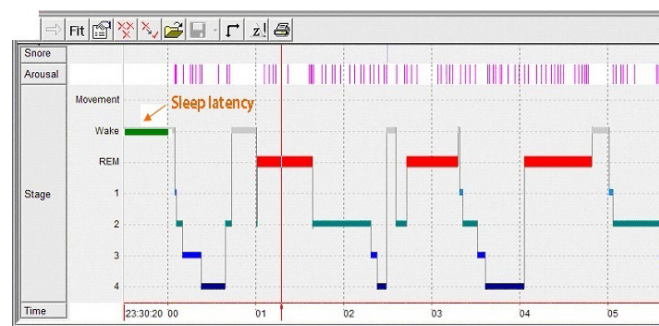 Fit z!
Snore
Arousal
Movement
Sleep latency
Wake
REM
Stage
1
2
3
4
Time 23:30:20 00 01 02 03 04 05